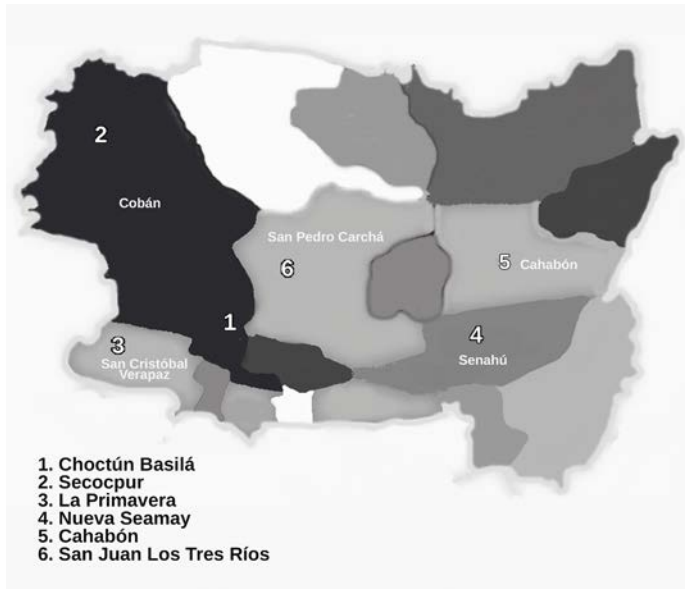 2
Cobán
San Pedro Carchá
6
5 Cahabón
1
4
3
San Cristóbal
Verapaz
Senahú
1. Choctún Basilá
2. Secocpur
3. La Primavera
4. Nueva Seamay
5. Cahabón
6. San Juan Los Tres Ríos